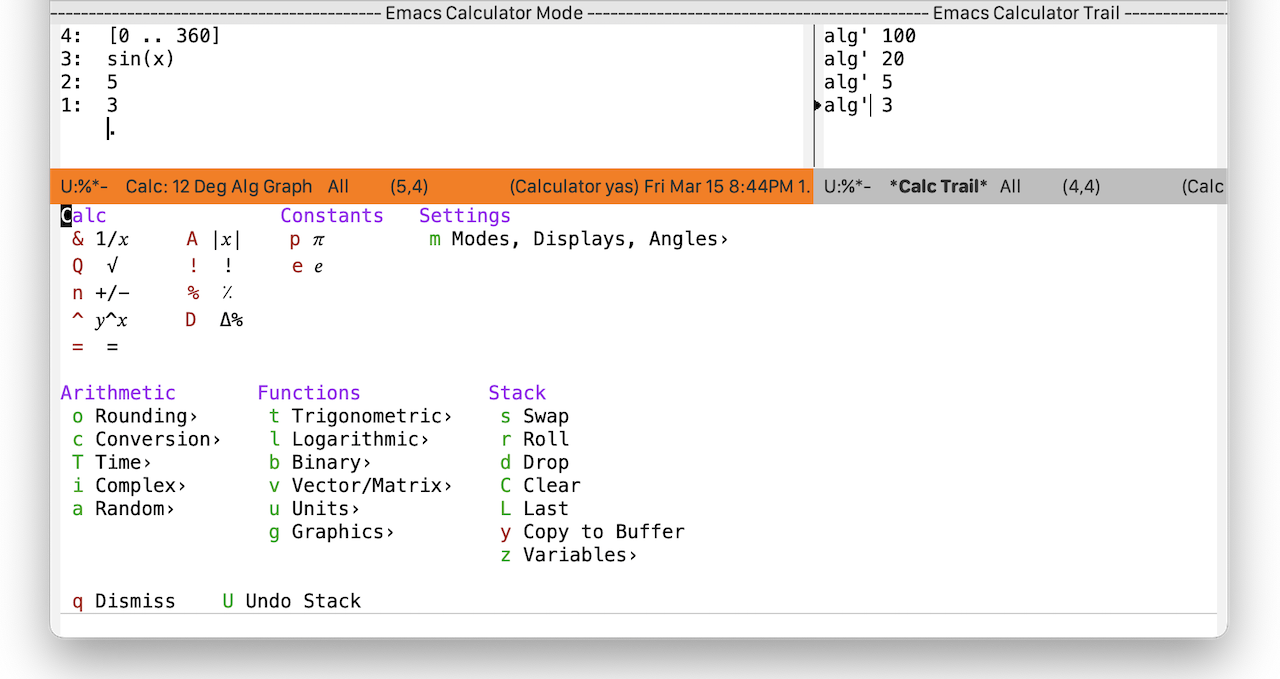 Emacs Calculator Mode Emacs Calculator Trail
4: [0 .. 360] alg' 100
3: sin(x) alg' 20
2: 5 alg' 5
1: 3 alg' 3
.
U:%*- Calc: 12 Deg Alg Graph All (5,4) (Calculator yas) Fri Mar 15 8:44PM 1. U:%*- *Calc Trail* All (4,4) (Calc
Calc Constants Settings
& 1/x A |x| p π m Modes, Displays, Angles›
Q √ ! ! e e
n +/− % ٪
^ y^x D Δ%
= =
Arithmetic Functions Stack
o Rounding› t Trigonometric› s Swap
c Conversion› l Logarithmic› r Roll
T Time› b Binary› d Drop
i Complex› v Vector/Matrix› C Clear
a Random› u Units› L Last
g Graphics› y Copy to Buffer
z Variables›
q Dismiss U Undo Stack